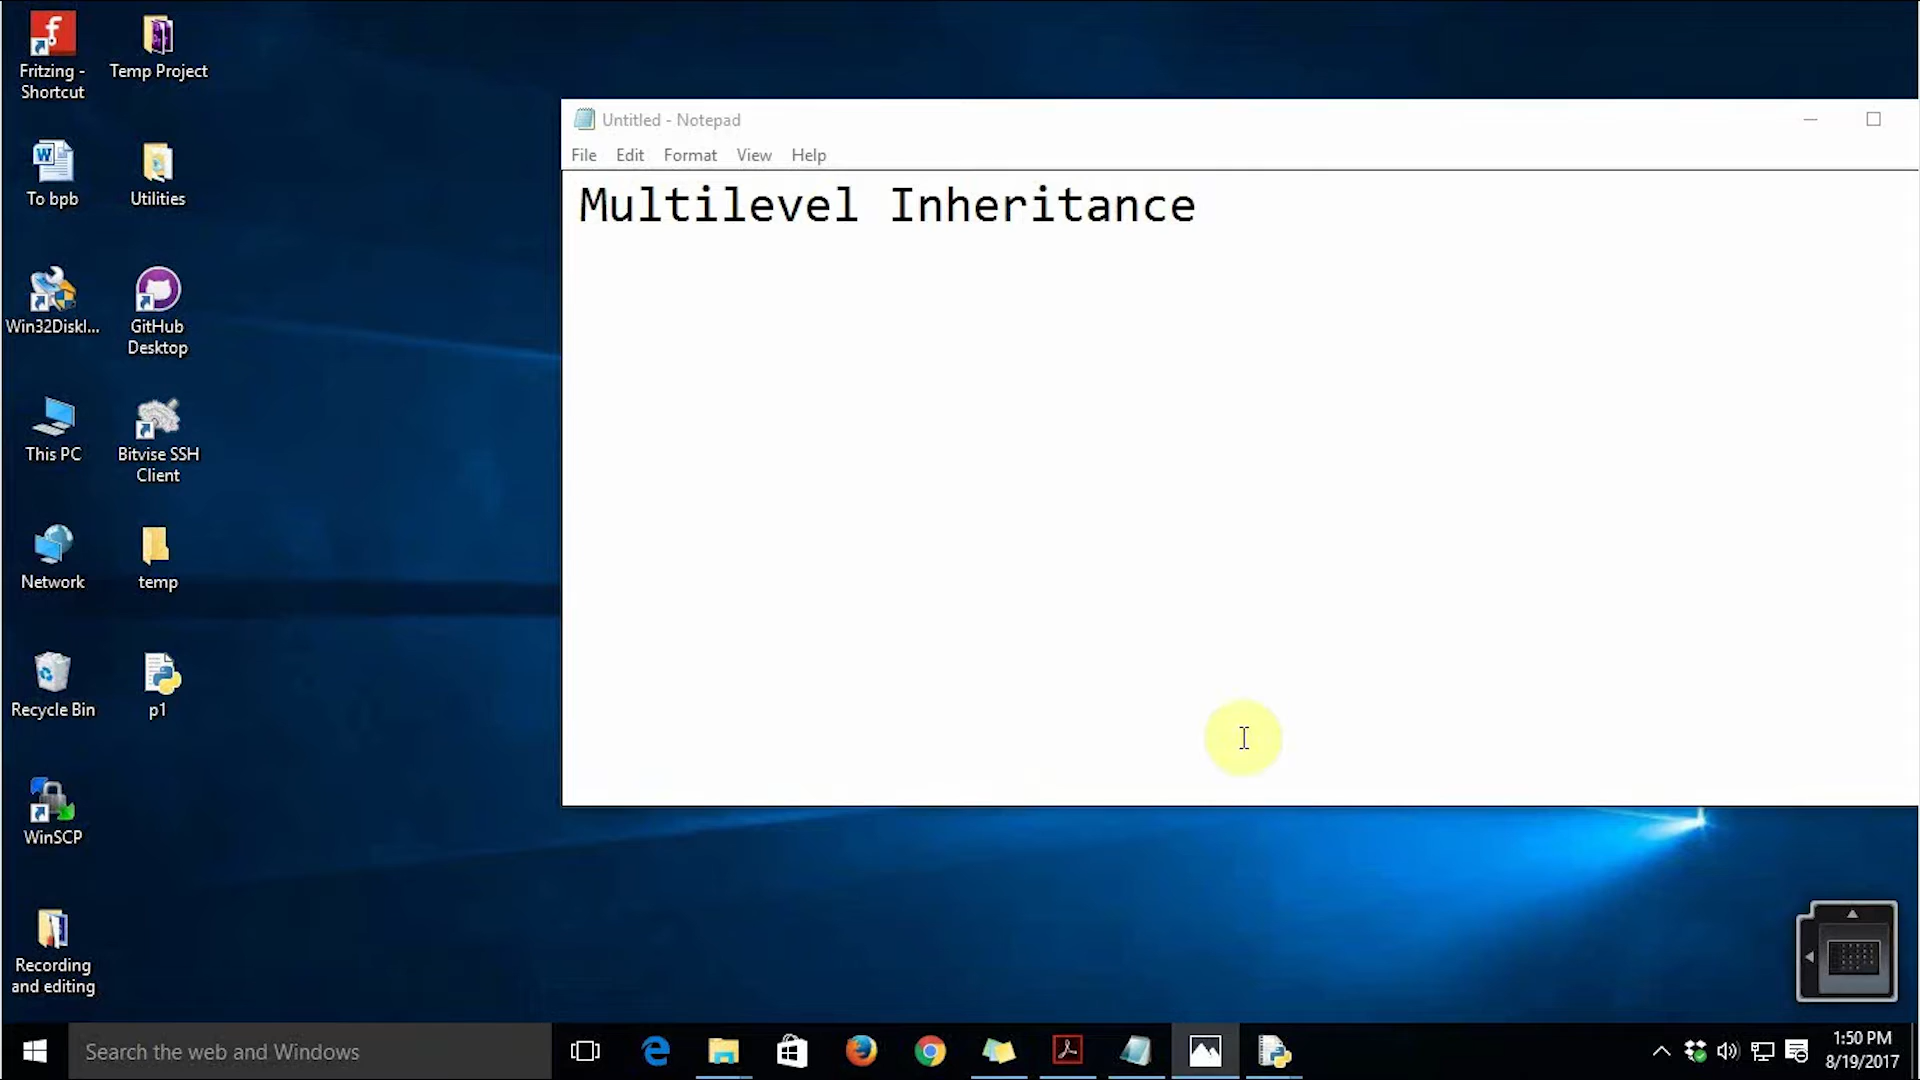 Fritzing -
Shortcut
Temp Project
To bpb
Utilities
Win32DiskI...
GitHub
Desktop
This PC
Bitvise SSH
Client
Network
temp
Recycle Bin
p1
WinSCP
Recording
and editing
Untitled - Notepad
File Edit Format View Help
Multilevel Inheritance
Search the web and Windows
1:50 PM
8/19/2017